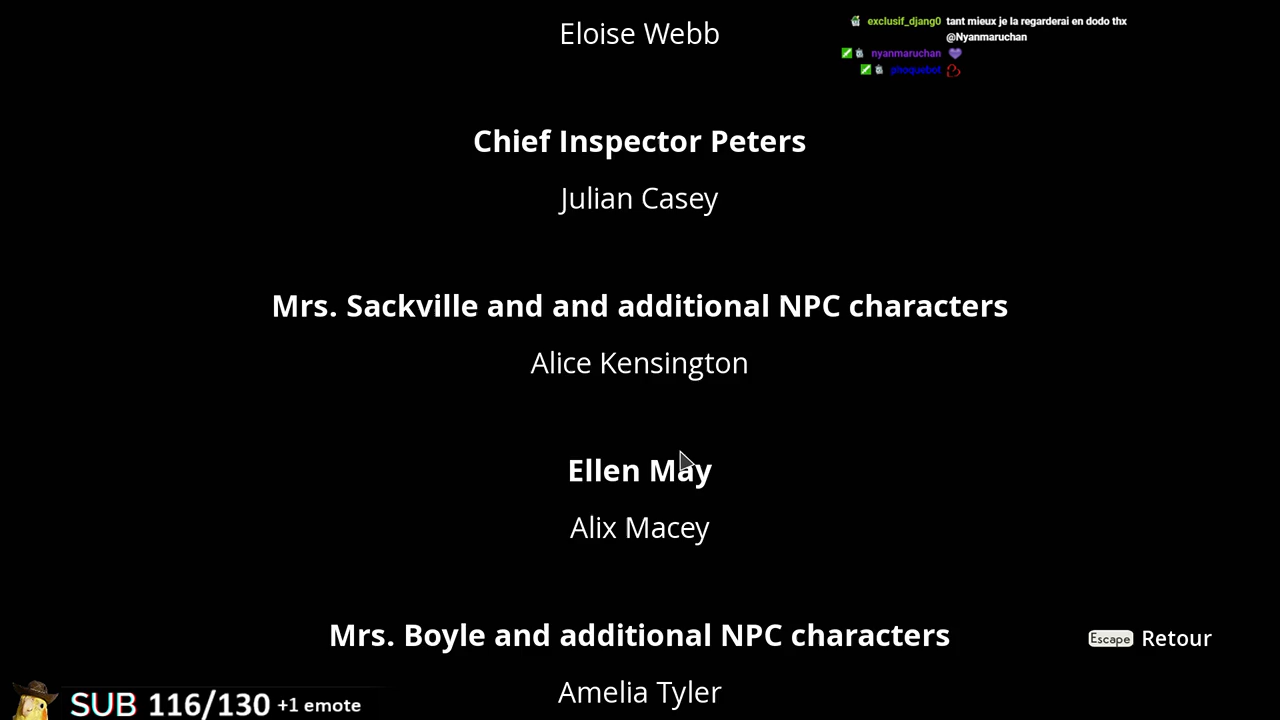 Eloise Webb
exclusif_djang0 tant mieux je la regarderai en dodo thx
@Nyanmaruchan
nyanmaruchan
phoquebot
Chief Inspector Peters
Julian Casey
Mrs. Sackville and and additional NPC characters
Alice Kensington
Ellen May
Alix Macey
Mrs. Boyle and additional NPC characters
Escape Retour
Amelia Tyler
SUB 116/130 +1 emote